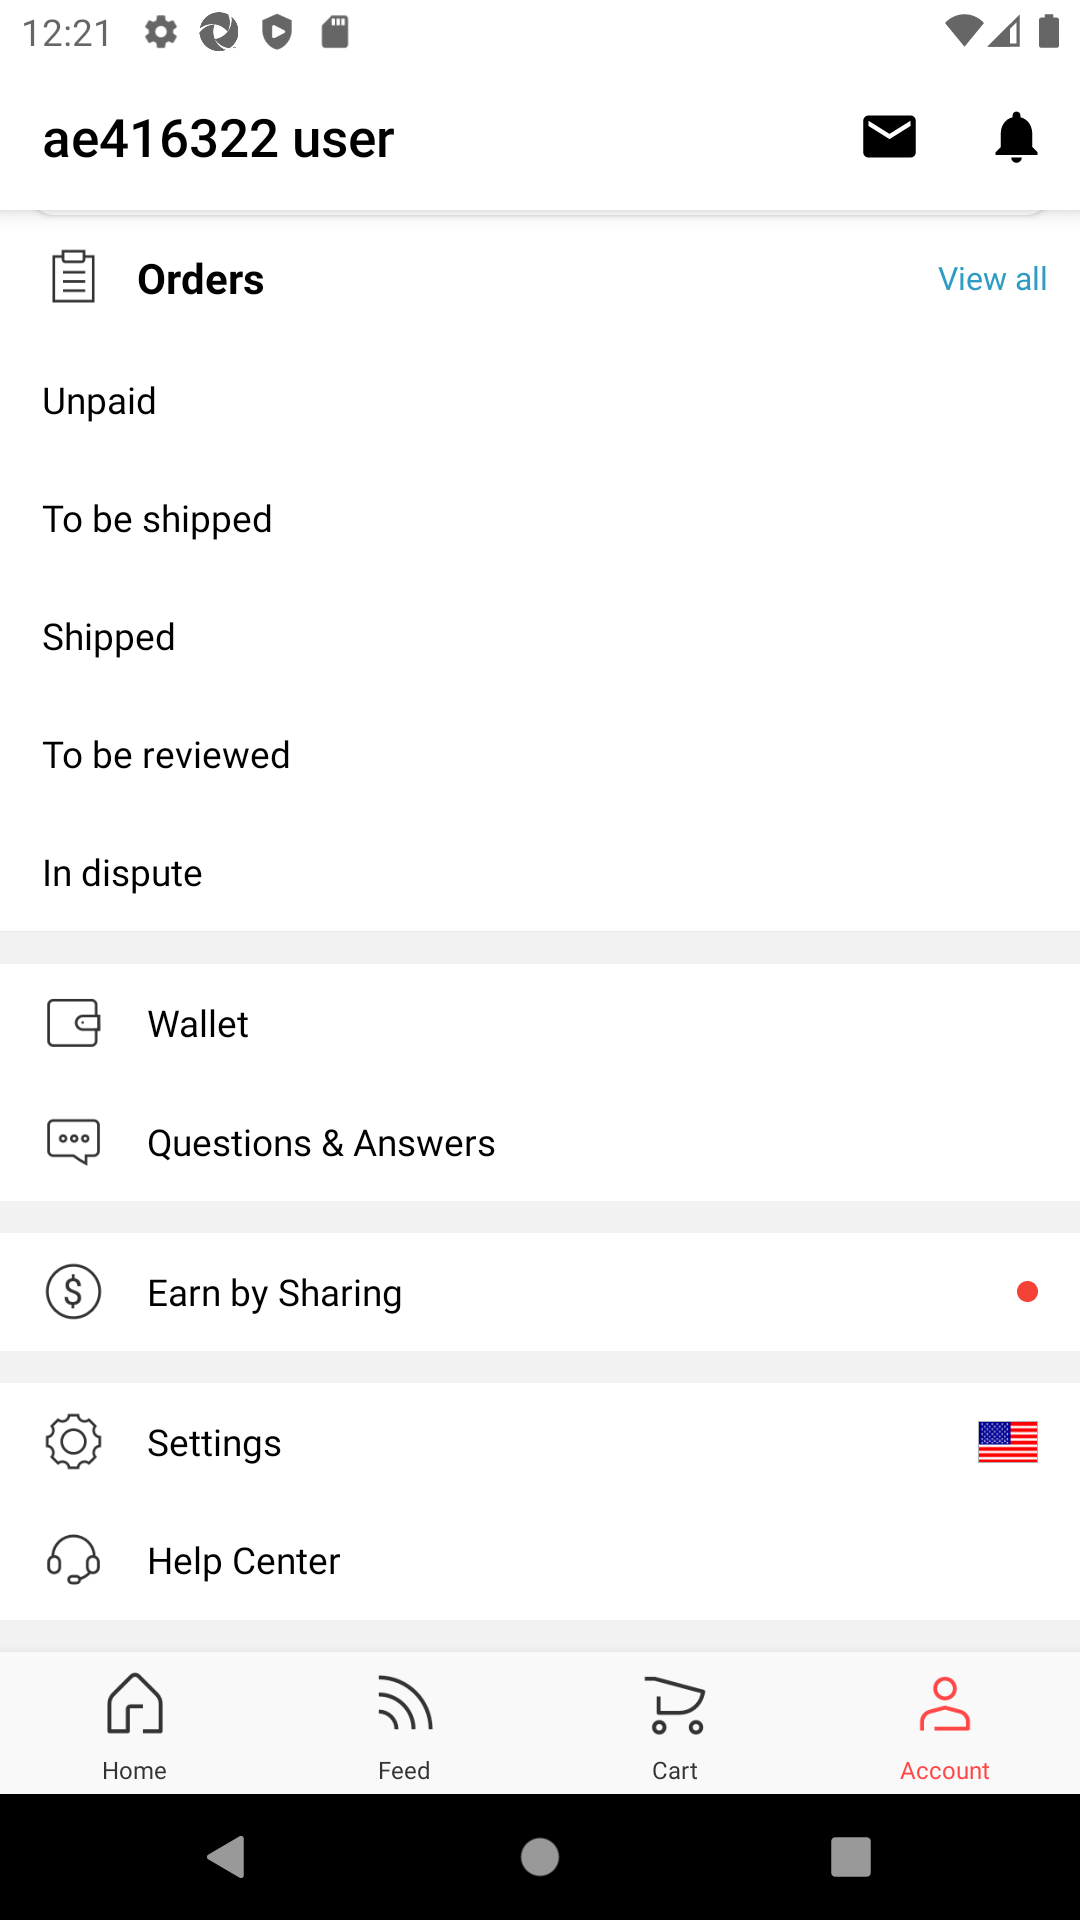 12:21
ae416322 user
Orders
View all
Unpaid
To be shipped
Shipped
To be reviewed
In dispute
Wallet
Questions & Answers
Earn by Sharing
Settings
Help Center
Home
Feed
Cart
Account